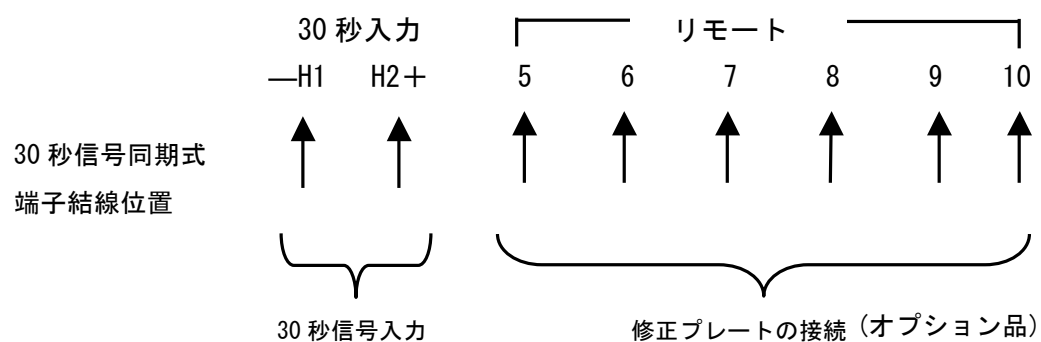 30 秒入力 リモート
—H1 H2＋ 5 6 7 8 9 10
30 秒信号同期式
端子結線位置
30 秒信号入力 修正プレートの接続 (オプション品)